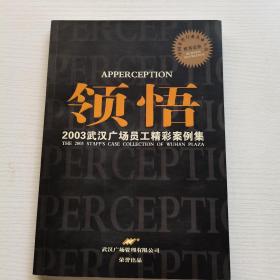 APPERCEPTION
领悟
2003武汉广场员工精彩案例集
THE 2003 STAFF'S CASE COLLECTION OF WUHAN PLAZA
武汉广场管理有限公司
荣誉出品